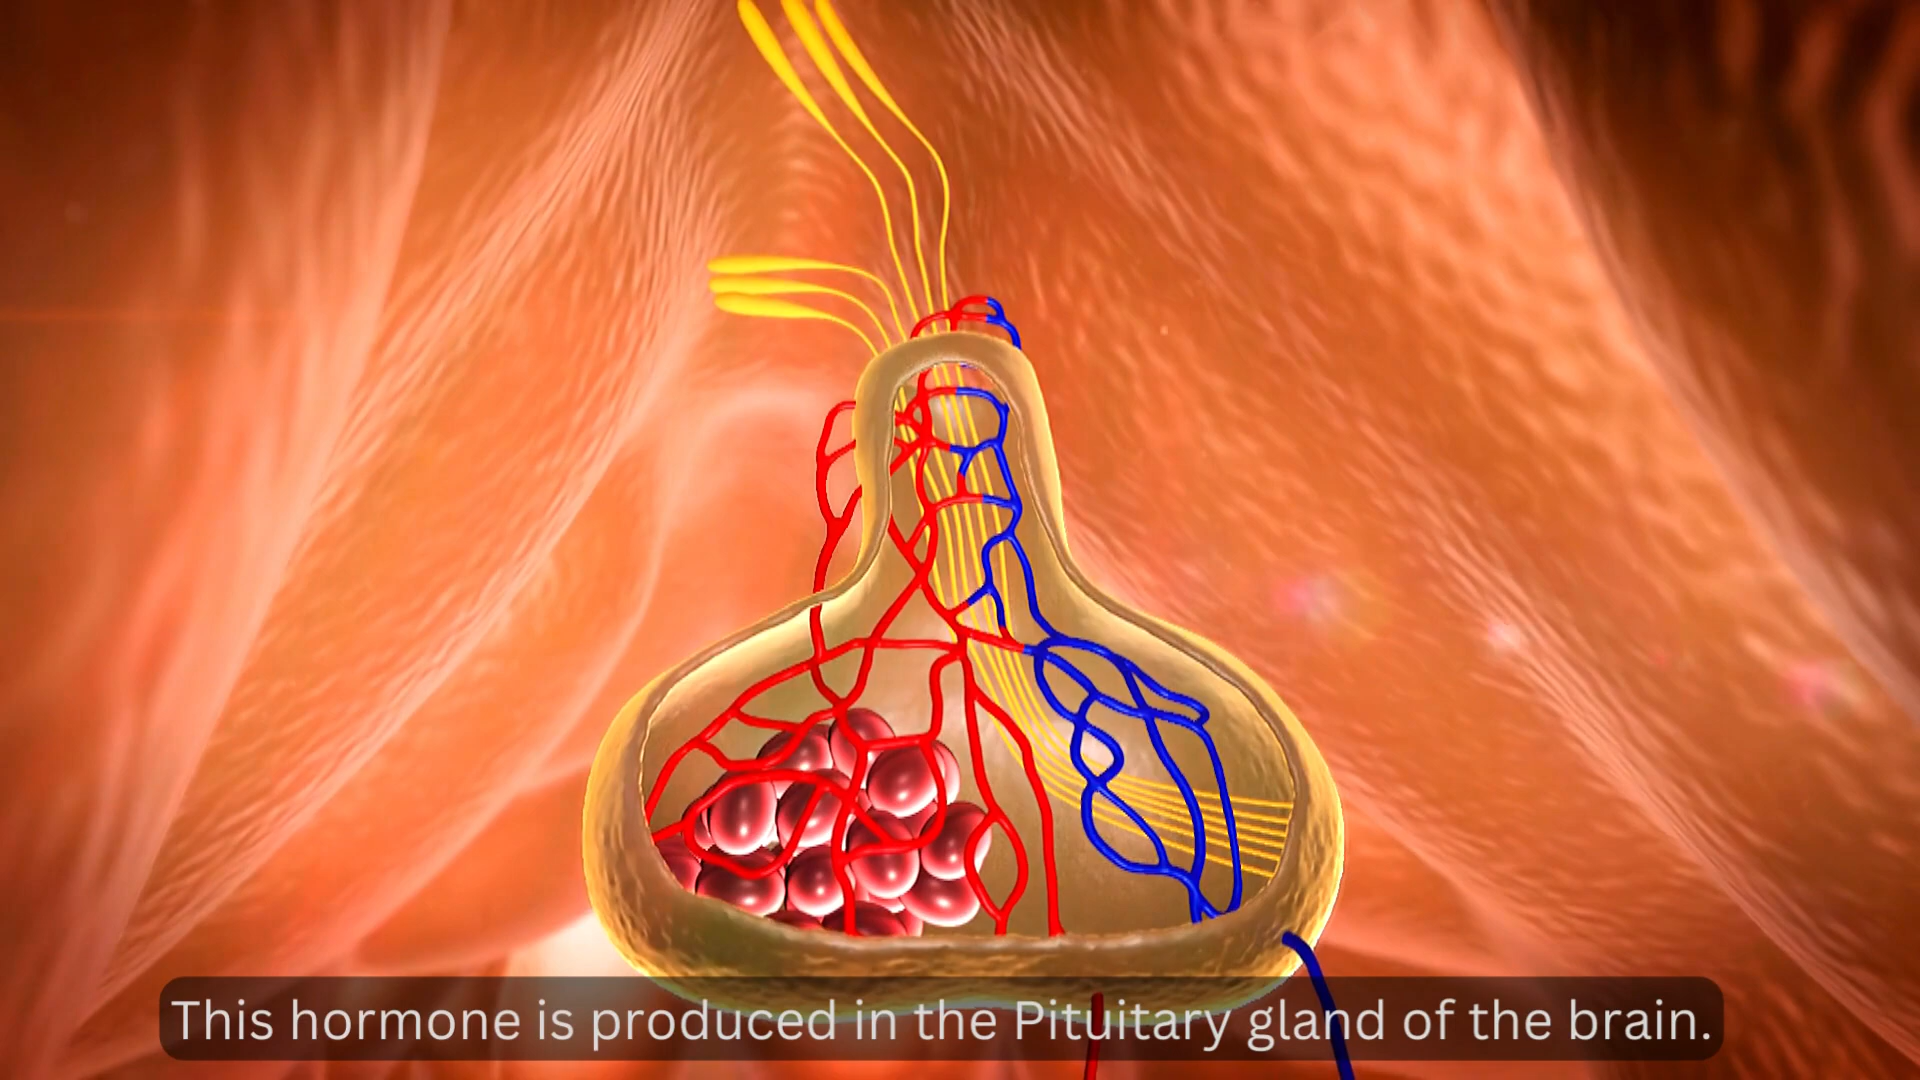 This hormone is produced in the Pituitary gland of the brain.